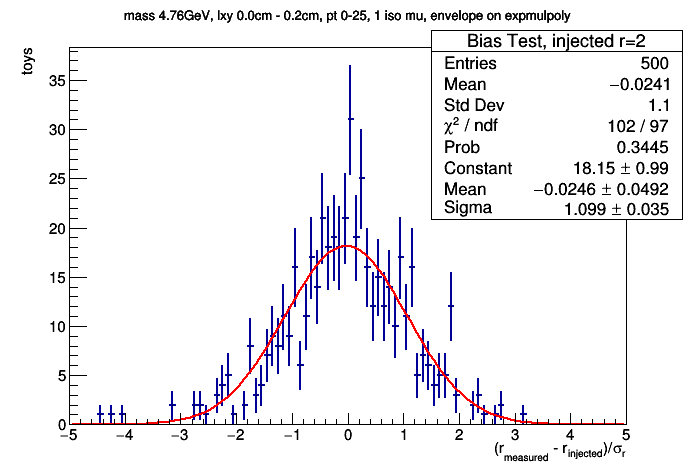 mass 4.76GeV, lxy 0.0cm - 0.2cm, pt 0-25, 1 iso mu, envelope on expmulpoly
Bias Test, injected r=2
Entries 500
Mean −0.0241
Std Dev 1.1
χ² / ndf 102 / 97
Prob 0.3445
Constant 18.15 ± 0.99
Mean −0.0246 ± 0.0492
Sigma 1.099 ± 0.035
toys
35
30
25
20
15
10
5
0
−5 −4 −3 −2 −1 0 1 2 3 4 5
(r_measured - r_injected)/σ_r